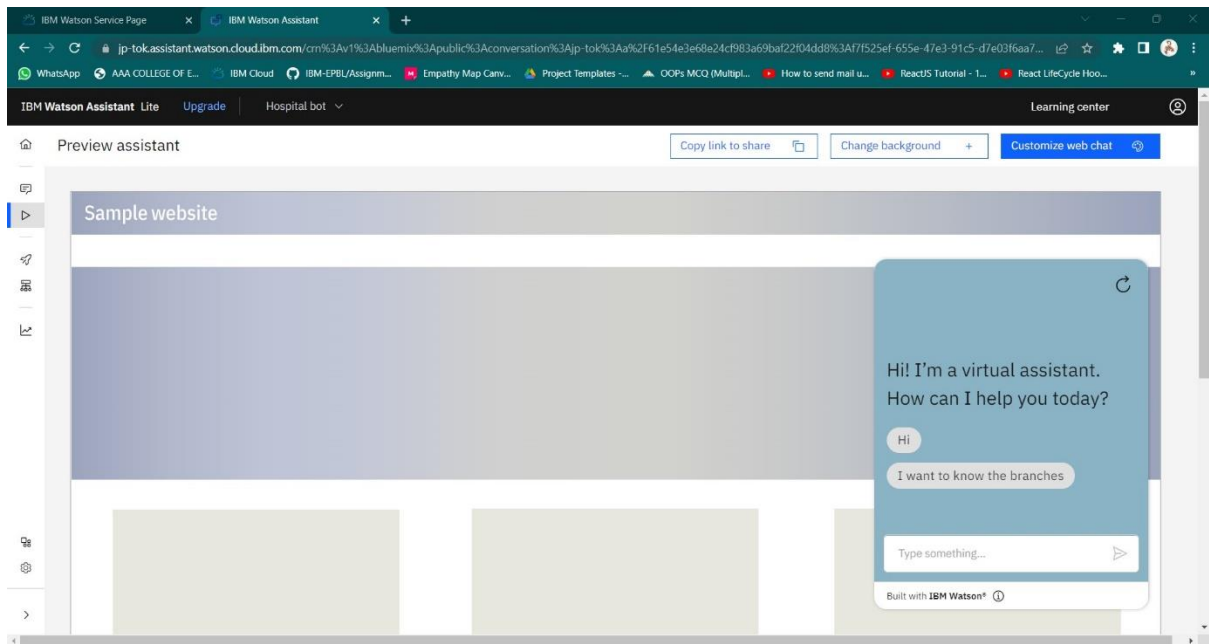 IBM Watson Service Page
IBM Watson Assistant
jp-tok.assistant.watson.cloud.ibm.com/crn%3Av1%3Abluemix%3Apublic%3Aconversation%3Ajp-tok%3Aa%2F61e54e3e68e24cf983a69baf22f04dd8%3Af7f525ef-655e-47e3-91c5-d7e03f6aa7...
WhatsApp AAA COLLEGE OF E... IBM Cloud IBM-EPBL/Assignm... Empathy Map Canv... Project Templates -... OOPs MCQ (Multipl... How to send mail u... ReactJS Tutorial - 1... React LifeCycle Hoo... »
IBM Watson Assistant Lite Upgrade Hospital bot Learning center
Preview assistant Copy link to share Change background + Customize web chat
Sample website
Hi! I'm a virtual assistant.
How can I help you today?
Hi
I want to know the branches
Type something...
Built with IBM Watson®